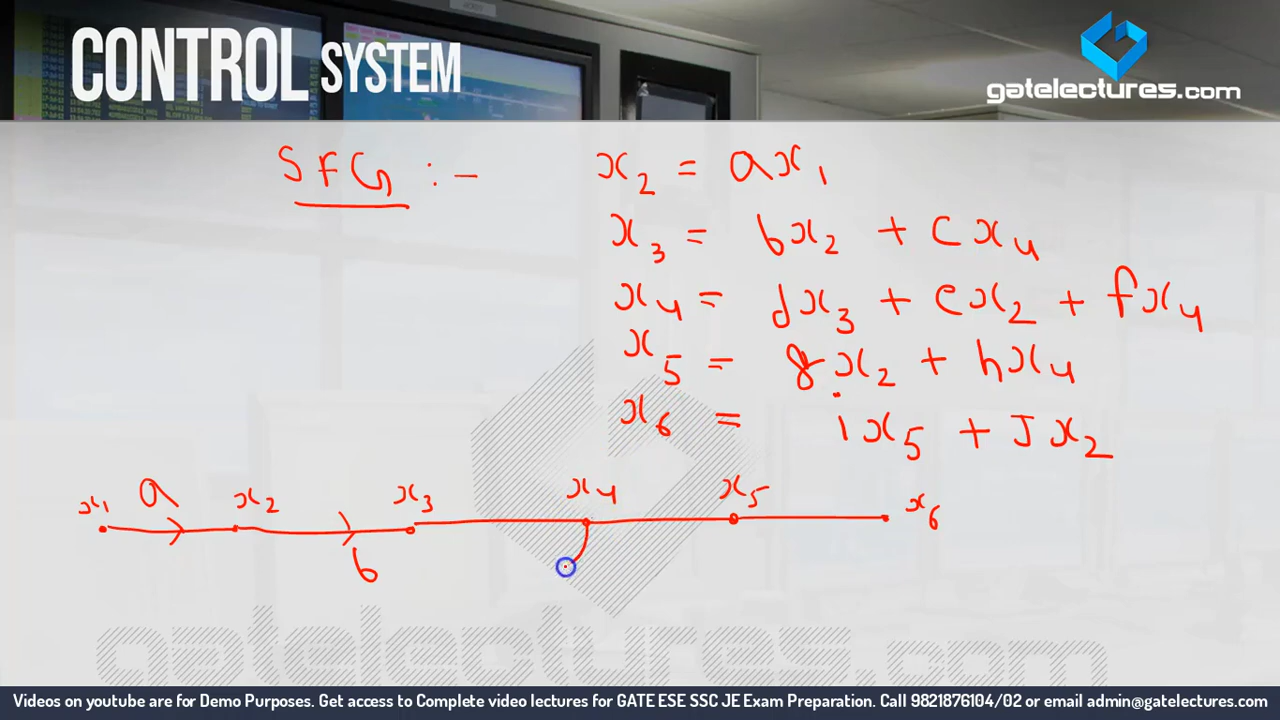 CONTROL SYSTEM
gatelectures.com
SFG :-
x2 = ax1
x3 = bx2 + cx4
x4 = dx3 + ex2 + fx4
x5 = gx2 + hx4
x6 = ix5 + Jx2
x1 a x2 x3 x4 x5 x6
b
gatelectures.com
Videos on youtube are for Demo Purposes. Get access to Complete video lectures for GATE ESE SSC JE Exam Preparation. Call 9821876104/02 or email admin@gatelectures.com